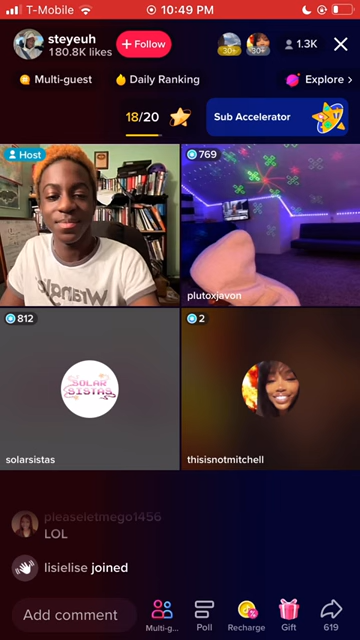 T-Mobile
10:49 PM
steyeuh
180.8K likes
+ Follow
30+
30+
1.3K
Multi-guest
Daily Ranking
Explore >
18/20
Sub Accelerator
Host
769
plutoxjavon
812
SOLAR
SISTAS
solarsistas
2
thisisnotmitchell
pleaseletmego1456
LOL
lisielise joined
Add comment
Multi-g...
Poll
Recharge
Gift
619